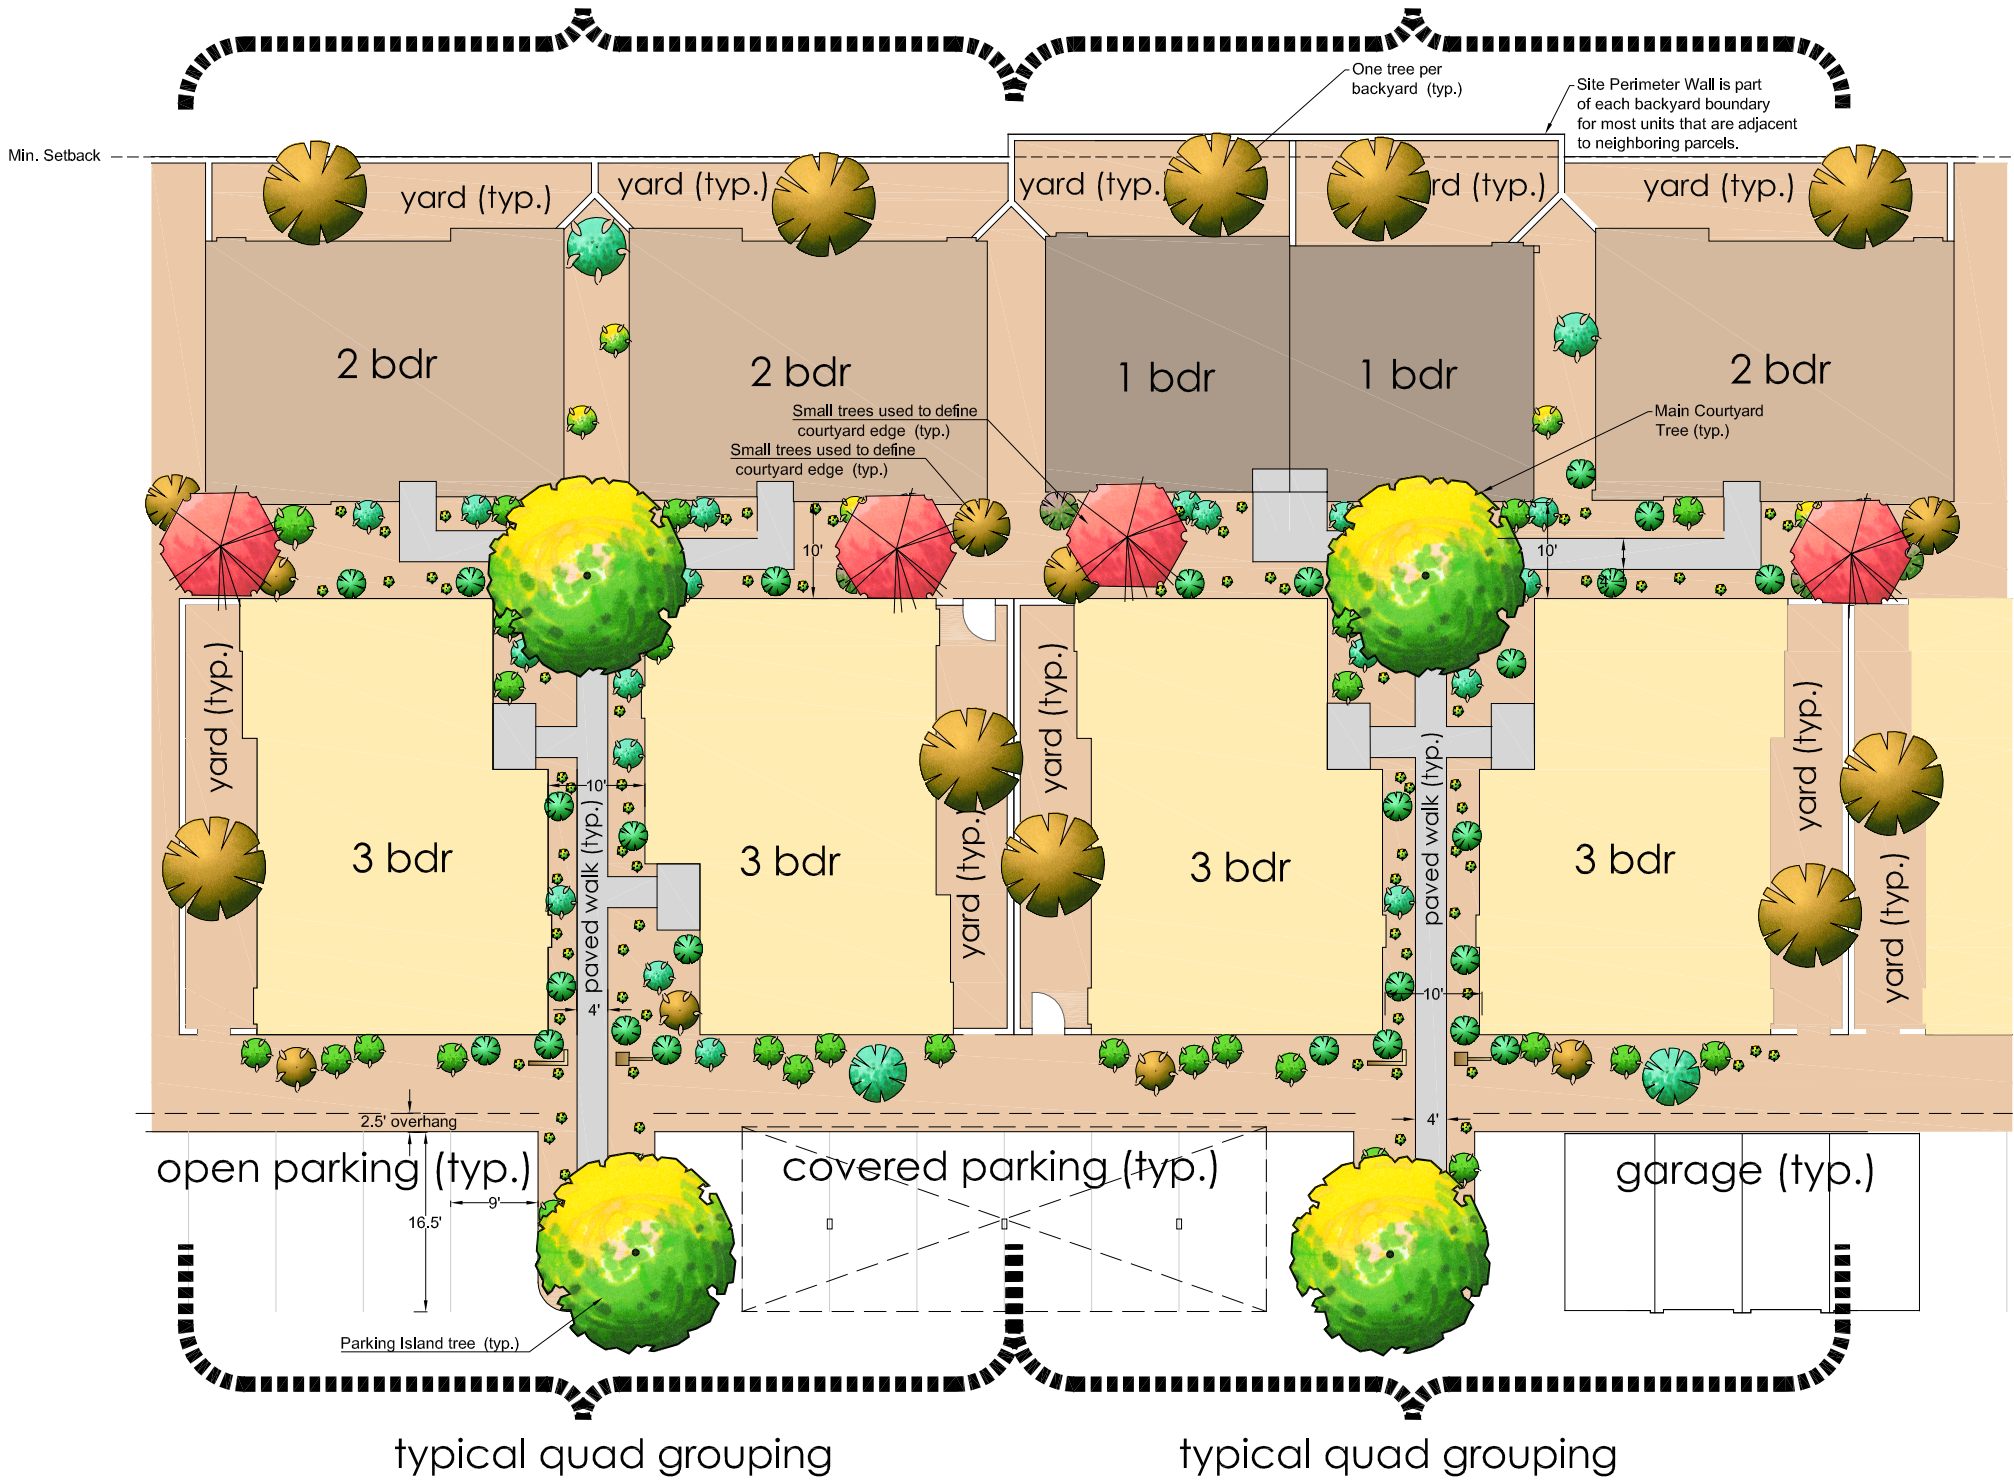 One tree per
backyard (typ.)
Site Perimeter Wall is part
of each backyard boundary
for most units that are adjacent
to neighboring parcels.
Min. Setback
yard (typ.)
yard (typ.)
yard (typ.
rd (typ.)
yard (typ.)
2 bdr
2 bdr
1 bdr
1 bdr
2 bdr
Small trees used to define
courtyard edge (typ.)
Small trees used to define
courtyard edge (typ.)
Main Courtyard
Tree (typ.)
10'
10'
4'
yard (typ.)
yard (typ.)
yard (typ.)
yard (typ.)
yard (typ.)
yard (typ.)
10'
paved walk (typ.)
paved walk (typ.)
3 bdr
3 bdr
3 bdr
3 bdr
4'
10'
2.5' overhang
4'
open parking (typ.)
covered parking (typ.)
garage (typ.)
9'
16.5'
Parking Island tree (typ.)
typical quad grouping
typical quad grouping